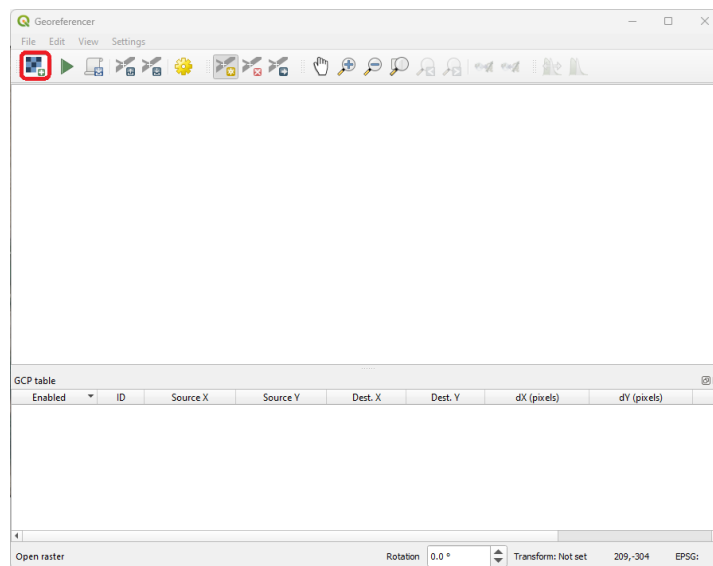 Georeferencer
File Edit View Settings
GCP table
Enabled ID Source X Source Y Dest. X Dest. Y dX (pixels) dY (pixels)
Open raster Rotation 0.0 ° Transform: Not set 209,-304 EPSG: